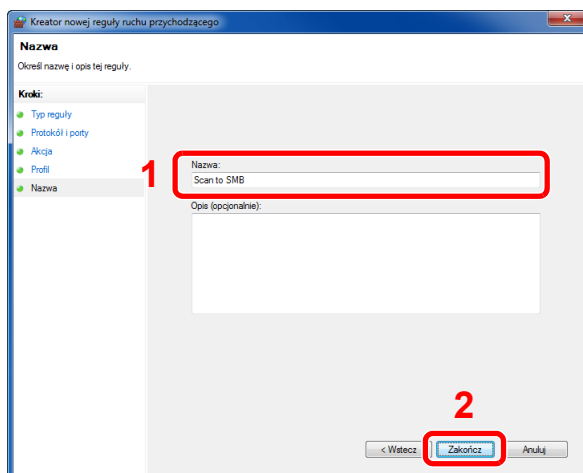 Kreator nowej reguły ruchu przychodzącego
Nazwa
Określ nazwę i opis tej reguły.
Kroki:
Typ reguły
Protokół i porty
Akcja
Profil
Nazwa
1
Nazwa:
Scan to SMB
Opis (opcjonalnie):
2
< Wstecz
Zakończ
Anuluj